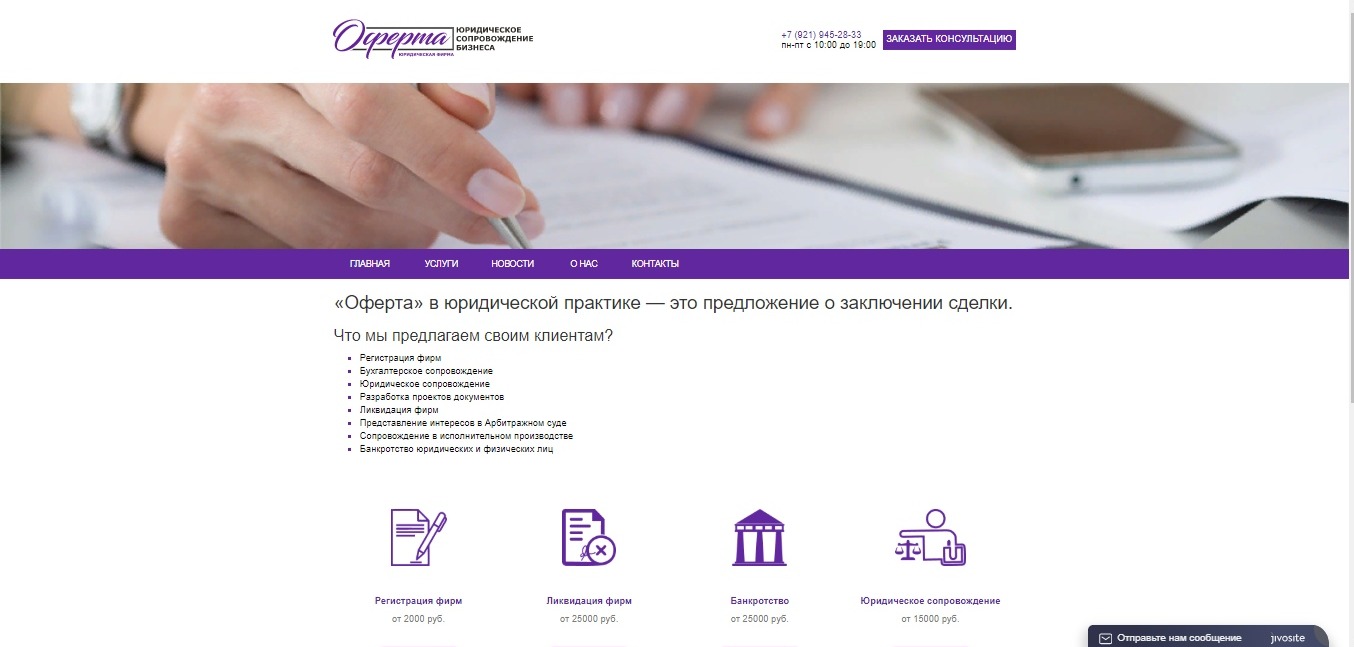 Оферта
ЮРИДИЧЕСКОЕ
СОПРОВОЖДЕНИЕ
БИЗНЕСА
ЮРИДИЧЕСКАЯ ФИРМА
+7 (921) 945-28-33
пн-пт с 10:00 до 19:00
ЗАКАЗАТЬ КОНСУЛЬТАЦИЮ
ГЛАВНАЯ УСЛУГИ НОВОСТИ О НАС КОНТАКТЫ
«Оферта» в юридической практике — это предложение о заключении сделки.
Что мы предлагаем своим клиентам?
Регистрация фирм
Бухгалтерское сопровождение
Юридическое сопровождение
Разработка проектов документов
Ликвидация фирм
Представление интересов в Арбитражном суде
Сопровождение в исполнительном производстве
Банкротство юридических и физических лиц
Регистрация фирм Ликвидация фирм Банкротство Юридическое сопровождение
от 2000 руб. от 25000 руб. от 25000 руб. от 15000 руб.
Отправьте нам сообщение jivosite